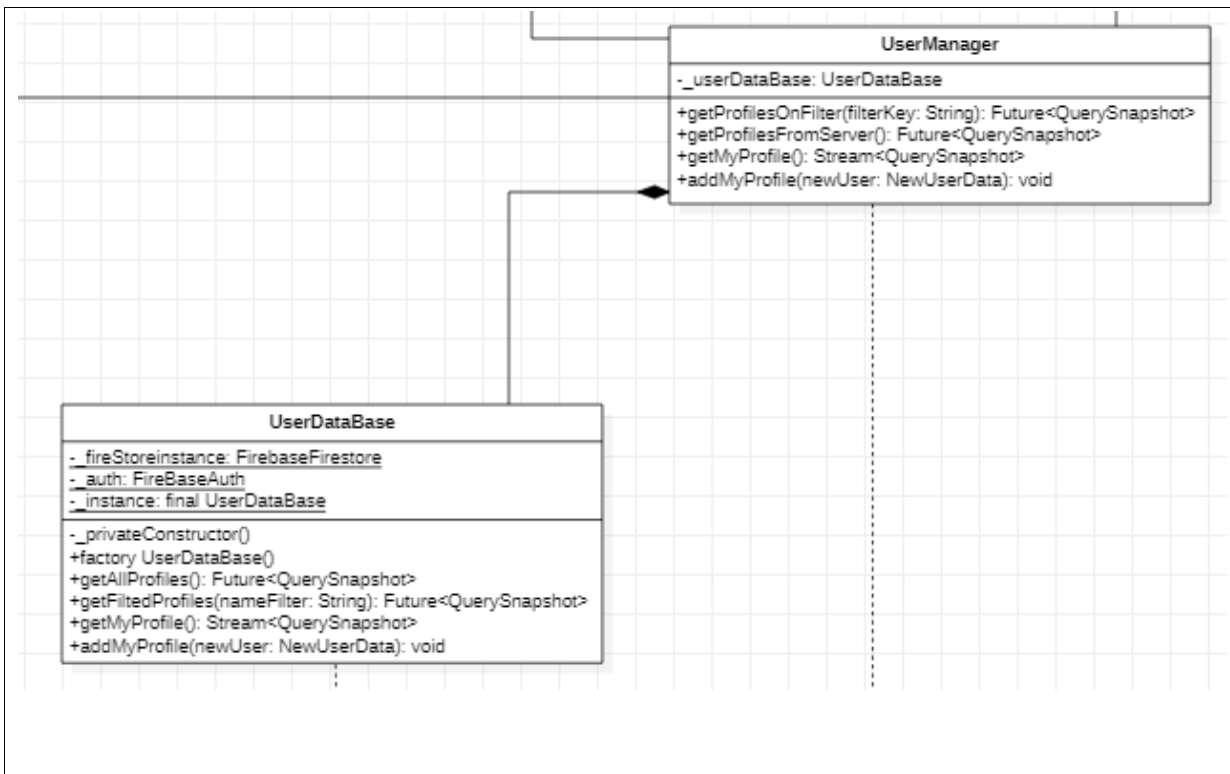 UserManager
-_userDataBase: UserDataBase
+getProfilesOnFilter(filterKey: String): Future<QuerySnapshot>
+getProfilesFromServer(): Future<QuerySnapshot>
+getMyProfile(): Stream<QuerySnapshot>
+addMyProfile(newUser: NewUserData): void
UserDataBase
-_fireStoreinstance: FirebaseFirestore
-_auth: FireBaseAuth
-_instance: final UserDataBase
-_privateConstructor()
+factory UserDataBase()
+getAllProfiles(): Future<QuerySnapshot>
+getFiltedProfiles(nameFilter: String): Future<QuerySnapshot>
+getMyProfile(): Stream<QuerySnapshot>
+addMyProfile(newUser: NewUserData): void